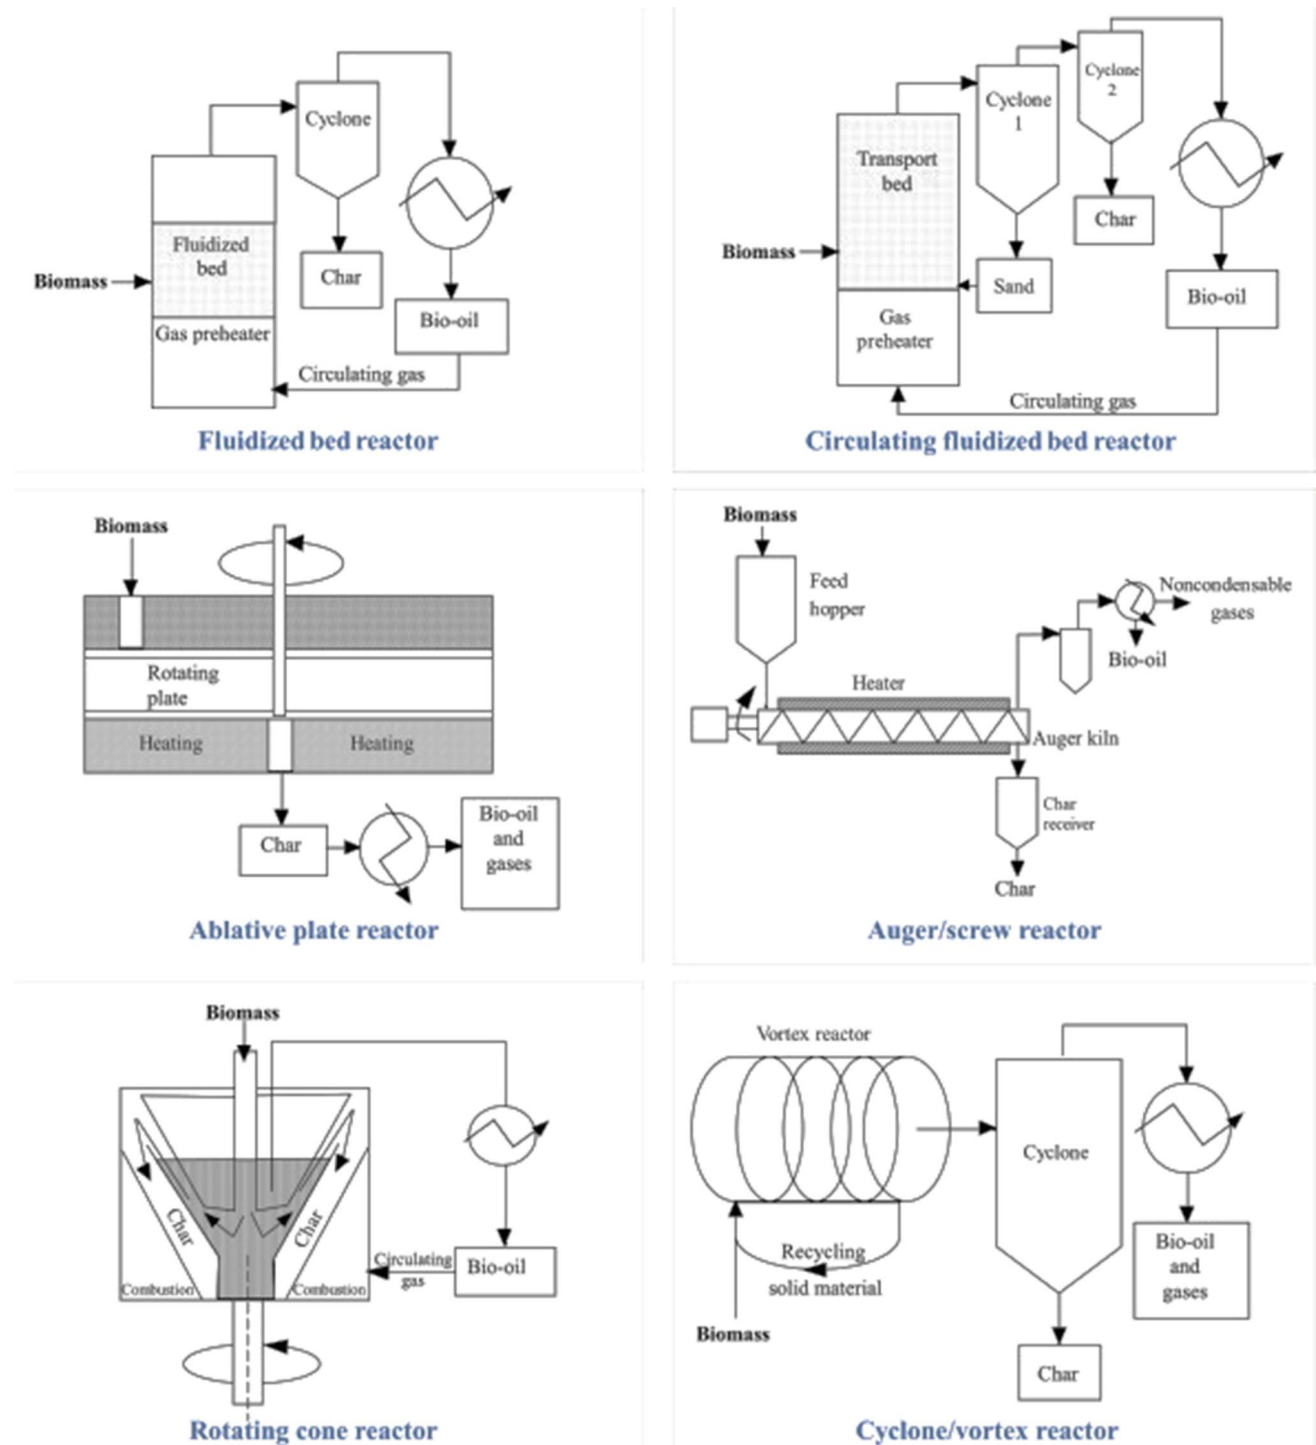 Cyclone
Fluidized
bed
Biomass
Char
Gas preheater
Bio-oil
Circulating gas
Fluidized bed reactor
Cyclone
2
Cyclone
1
Transport
bed
Char
Biomass
Sand
Bio-oil
Gas
preheater
Circulating gas
Circulating fluidized bed reactor
Biomass
Rotating
plate
Heating
Heating
Bio-oil
and
gases
Char
Ablative plate reactor
Biomass
Feed
hopper
Noncondensable
gases
Bio-oil
Heater
Auger kiln
Char
receiver
Char
Auger/screw reactor
Biomass
Char
Char
Circulating
gas
Bio-oil
Combustion
Combustion
Rotating cone reactor
Vortex reactor
Cyclone
Recycling
solid material
Bio-oil
and
gases
Biomass
Char
Cyclone/vortex reactor